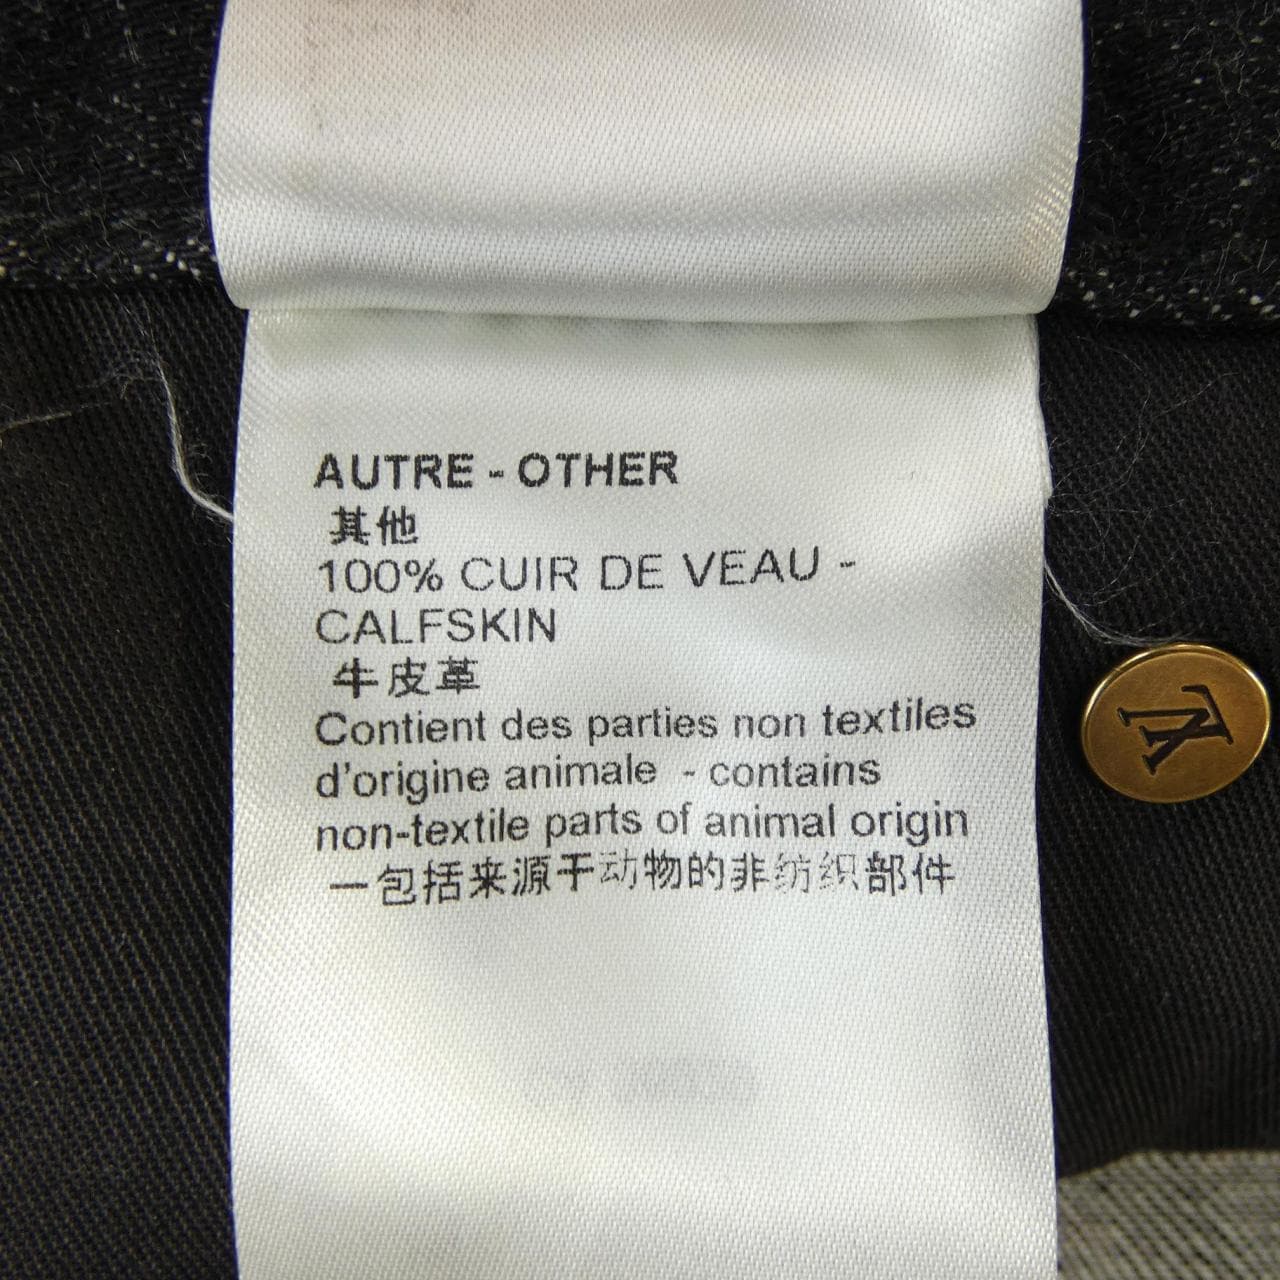 AUTRE - OTHER
其他
100% CUIR DE VEAU -
CALFSKIN
牛皮革
Contient des parties non textiles
d'origine animale - contains
non-textile parts of animal origin
一包括来源于动物的非纺织部件
LV